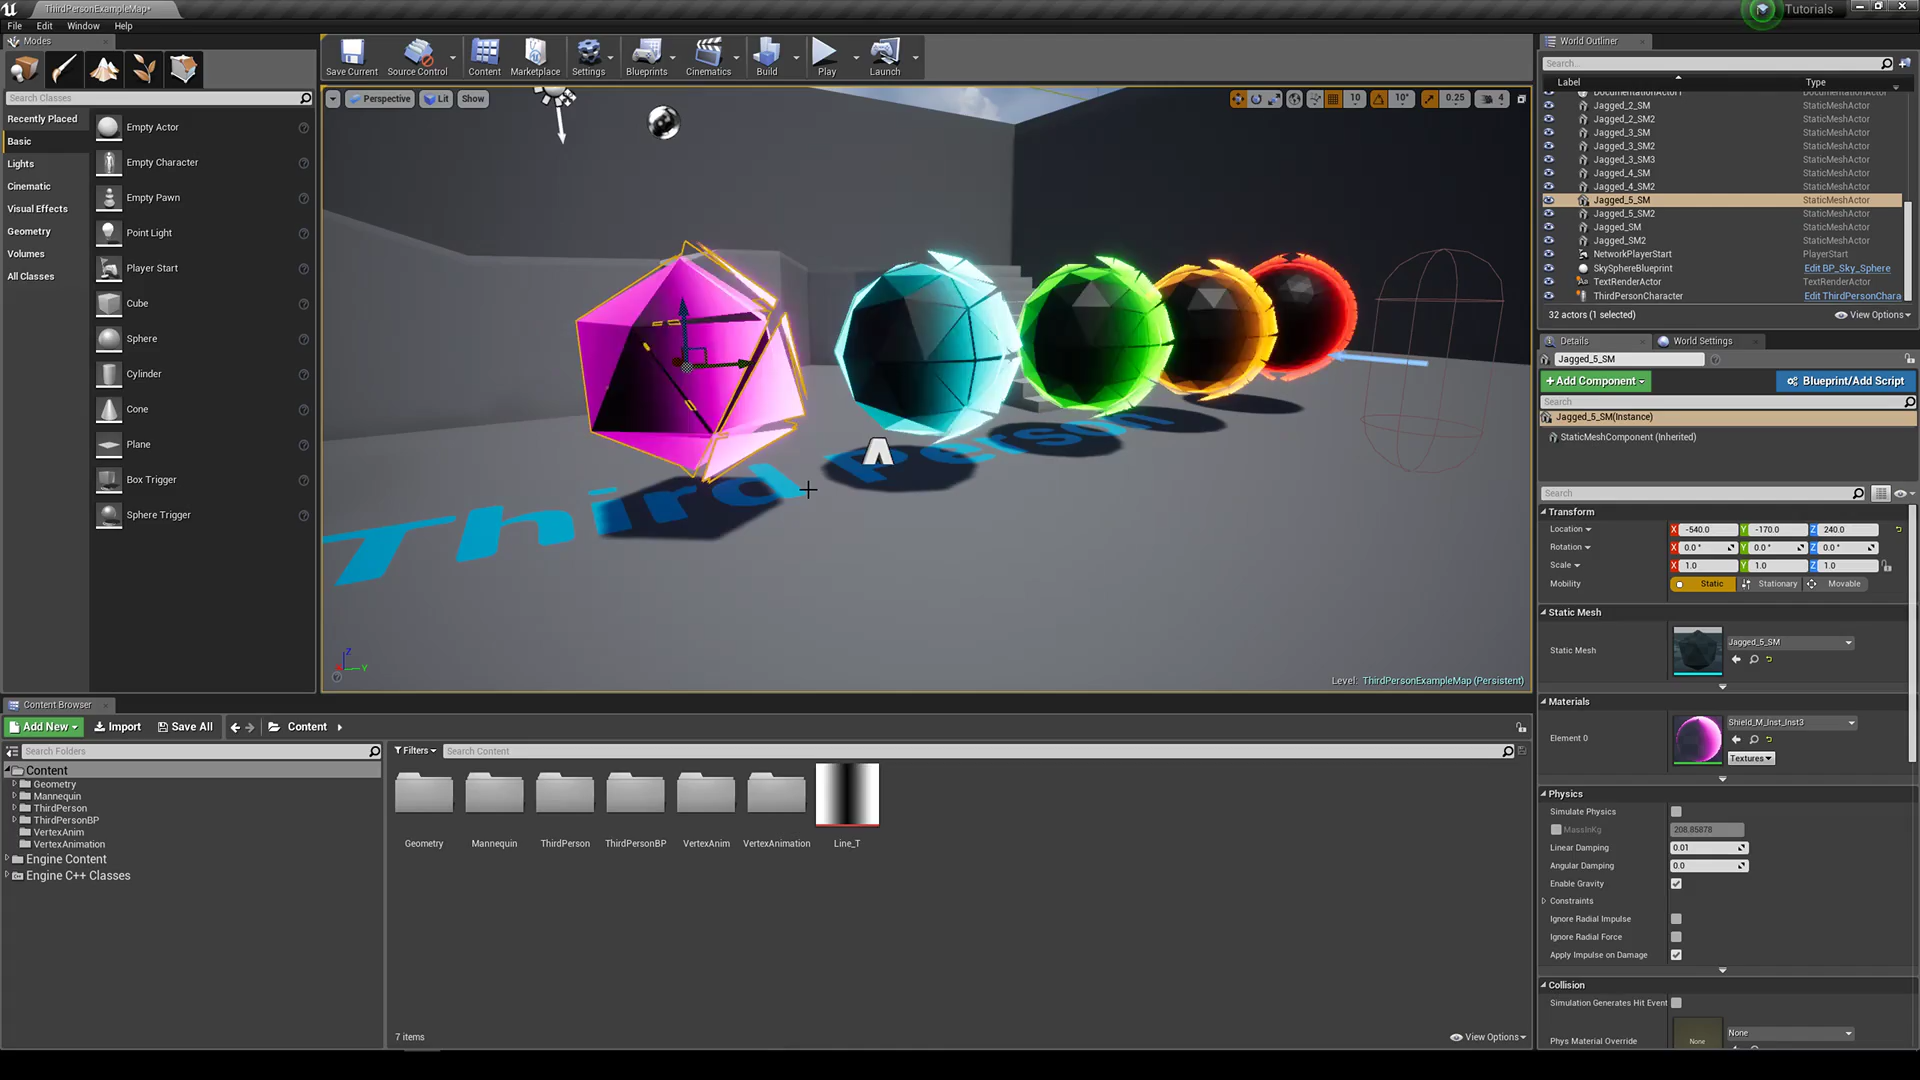 ThirdPersonExampleMap*
Tutorials
File Edit Window Help
Modes
Search Classes
Recently Placed
Basic
Lights
Cinematic
Visual Effects
Geometry
Volumes
All Classes
Empty Actor
Empty Character
Empty Pawn
Point Light
Player Start
Cube
Sphere
Cylinder
Cone
Plane
Box Trigger
Sphere Trigger
Save Current
Source Control
Content
Marketplace
Settings
Blueprints
Cinematics
Build
Play
Launch
Perspective Lit Show
10 10° 0.25 4
Third Person
Level: ThirdPersonExampleMap (Persistent)
World Outliner
Search...
Label Type
DocumentationActor1
Jagged_2_SM StaticMeshActor
Jagged_2_SM2 StaticMeshActor
Jagged_3_SM StaticMeshActor
Jagged_3_SM2 StaticMeshActor
Jagged_3_SM3 StaticMeshActor
Jagged_4_SM StaticMeshActor
Jagged_4_SM2 StaticMeshActor
Jagged_5_SM StaticMeshActor
Jagged_5_SM2 StaticMeshActor
Jagged_SM StaticMeshActor
Jagged_SM2 StaticMeshActor
NetworkPlayerStart PlayerStart
SkySphereBlueprint Edit BP_Sky_Sphere
TextRenderActor TextRenderActor
ThirdPersonCharacter Edit ThirdPersonChara
32 actors (1 selected) View Options
Details World Settings
Jagged_5_SM
+Add Component Blueprint/Add Script
Search
Jagged_5_SM(Instance)
StaticMeshComponent (Inherited)
Search
Transform
Location X -540.0 Y -170.0 Z 240.0
Rotation X 0.0° Y 0.0° Z 0.0°
Scale X 1.0 Y 1.0 Z 1.0
Mobility Static Stationary Movable
Static Mesh
Static Mesh Jagged_5_SM
Materials
Element 0 Shield_M_Inst_Inst3
Textures
Physics
Simulate Physics
MassInKg 208.85878
Linear Damping 0.01
Angular Damping 0.0
Enable Gravity
Constraints
Ignore Radial Impulse
Ignore Radial Force
Apply Impulse on Damage
Collision
Simulation Generates Hit Event
Phys Material Override None None
Content Browser
Add New Import Save All Content
Search Folders
Filters Search Content
Content
Geometry
Mannequin
ThirdPerson
ThirdPersonBP
VertexAnim
VertexAnimation
Engine Content
Engine C++ Classes
Geometry Mannequin ThirdPerson ThirdPersonBP VertexAnim VertexAnimation Line_T
7 items View Options